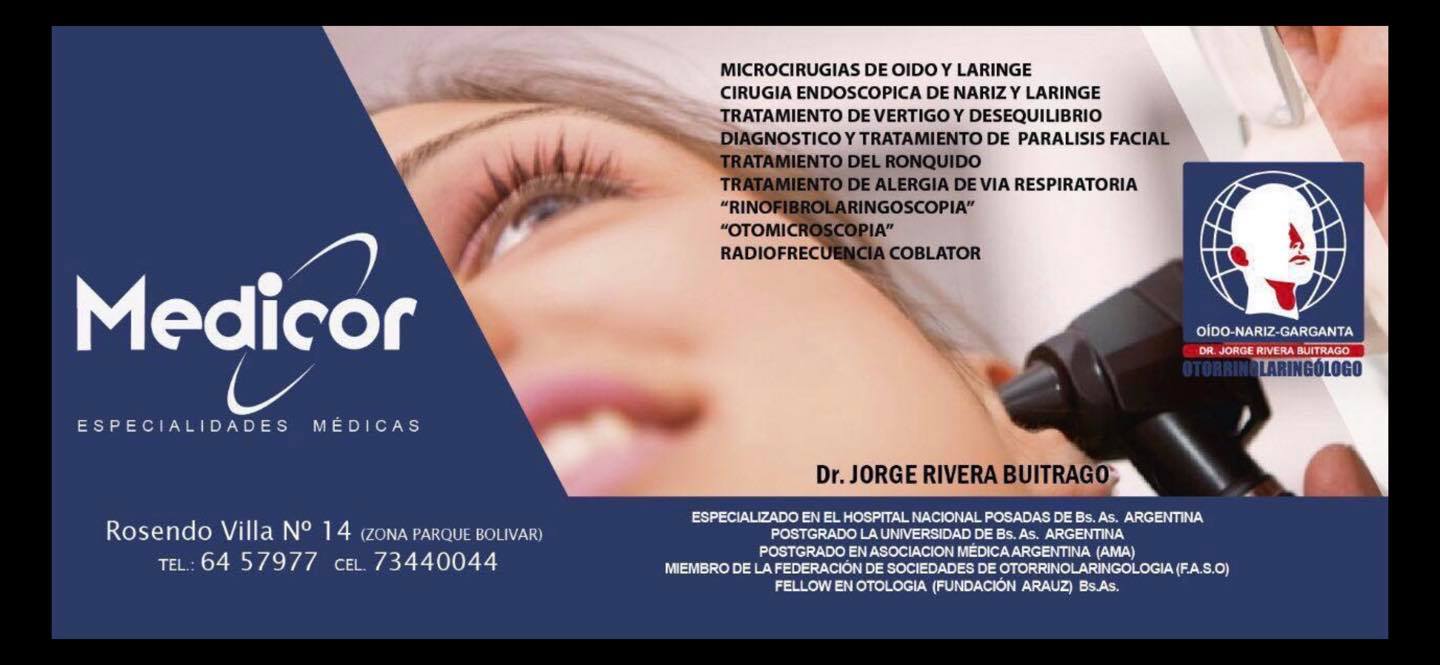 MICROCIRUGIAS DE OIDO Y LARINGE
CIRUGIA ENDOSCOPICA DE NARIZ Y LARINGE
TRATAMIENTO DE VERTIGO Y DESEQUILIBRIO
DIAGNOSTICO Y TRATAMIENTO DE PARALISIS FACIAL
TRATAMIENTO DEL RONQUIDO
TRATAMIENTO DE ALERGIA DE VIA RESPIRATORIA
“RINOFIBROLARINGOSCOPIA”
“OTOMICROSCOPIA”
RADIOFRECUENCIA COBLATOR
OÍDO-NARIZ-GARGANTA
DR. JORGE RIVERA BUITRAGO
OTORRINOLARINGÓLOGO
Medicor
ESPECIALIDADES MÉDICAS
Rosendo Villa Nº 14 (ZONA PARQUE BOLIVAR)
TEL.: 64 57977 CEL. 73440044
Dr. JORGE RIVERA BUITRAGO
ESPECIALIZADO EN EL HOSPITAL NACIONAL POSADAS DE Bs. As. ARGENTINA
POSTGRADO LA UNIVERSIDAD DE Bs. As. ARGENTINA
POSTGRADO EN ASOCIACION MÉDICA ARGENTINA (AMA)
MIEMBRO DE LA FEDERACIÓN DE SOCIEDADES DE OTORRINOLARINGOLOGIA (F.A.S.O)
FELLOW EN OTOLOGIA (FUNDACIÓN ARAUZ) Bs.As.